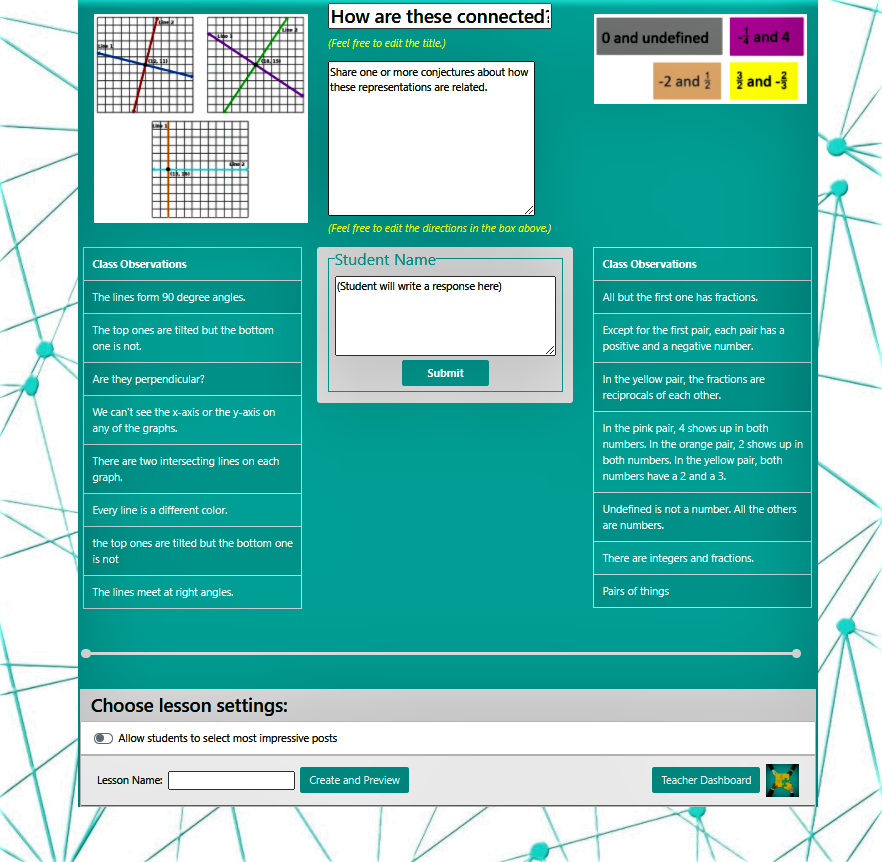 Line 2
Line 1
(12, 11)
Line 1
Line 2
(18, 15)
Line 1
Line 2
(13, 16)
How are these connected?
(Feel free to edit the title.)
Share one or more conjectures about how
these representations are related.
(Feel free to edit the directions in the box above.)
0 and undefined
-1/4 and 4
-2 and 1/2
3/2 and -2/3
Class Observations
The lines form 90 degree angles.
The top ones are tilted but the bottom
one is not.
Are they perpendicular?
We can't see the x-axis or the y-axis on
any of the graphs.
There are two intersecting lines on each
graph.
Every line is a different color.
the top ones are tilted but the bottom one
is not
The lines meet at right angles.
Student Name
(Student will write a response here)
Submit
Class Observations
All but the first one has fractions.
Except for the first pair, each pair has a
positive and a negative number.
In the yellow pair, the fractions are
reciprocals of each other.
In the pink pair, 4 shows up in both
numbers. In the orange pair, 2 shows up in
both numbers. In the yellow pair, both
numbers have a 2 and a 3.
Undefined is not a number. All the others
are numbers.
There are integers and fractions.
Pairs of things
Choose lesson settings:
Allow students to select most impressive posts
Lesson Name:
Create and Preview
Teacher Dashboard